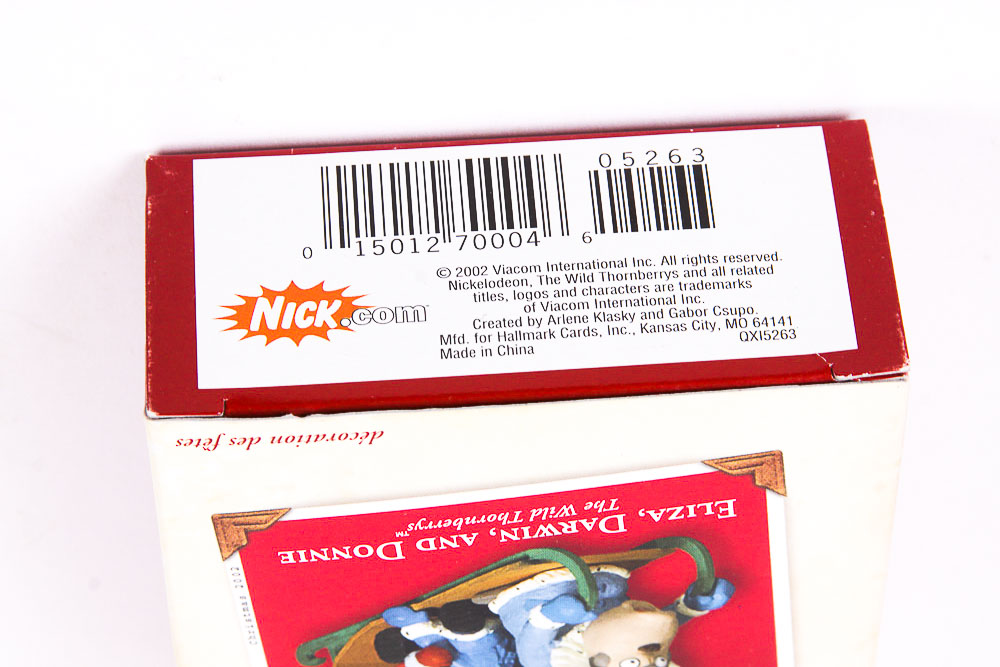 05263
0 15012 70004 6
© 2002 Viacom International Inc. All rights reserved.
Nickelodeon, The Wild Thornberrys and all related
titles, logos and characters are trademarks
of Viacom International Inc.
Created by Arlene Klasky and Gabor Csupo.
Mfd. for Hallmark Cards, Inc., Kansas City, MO 64141
Made in China
QXI5263
NICK.com™
décoration des fêtes
ELIZA, DARWIN, AND DONNIE
The Wild Thornberrys™
Christmas 2002